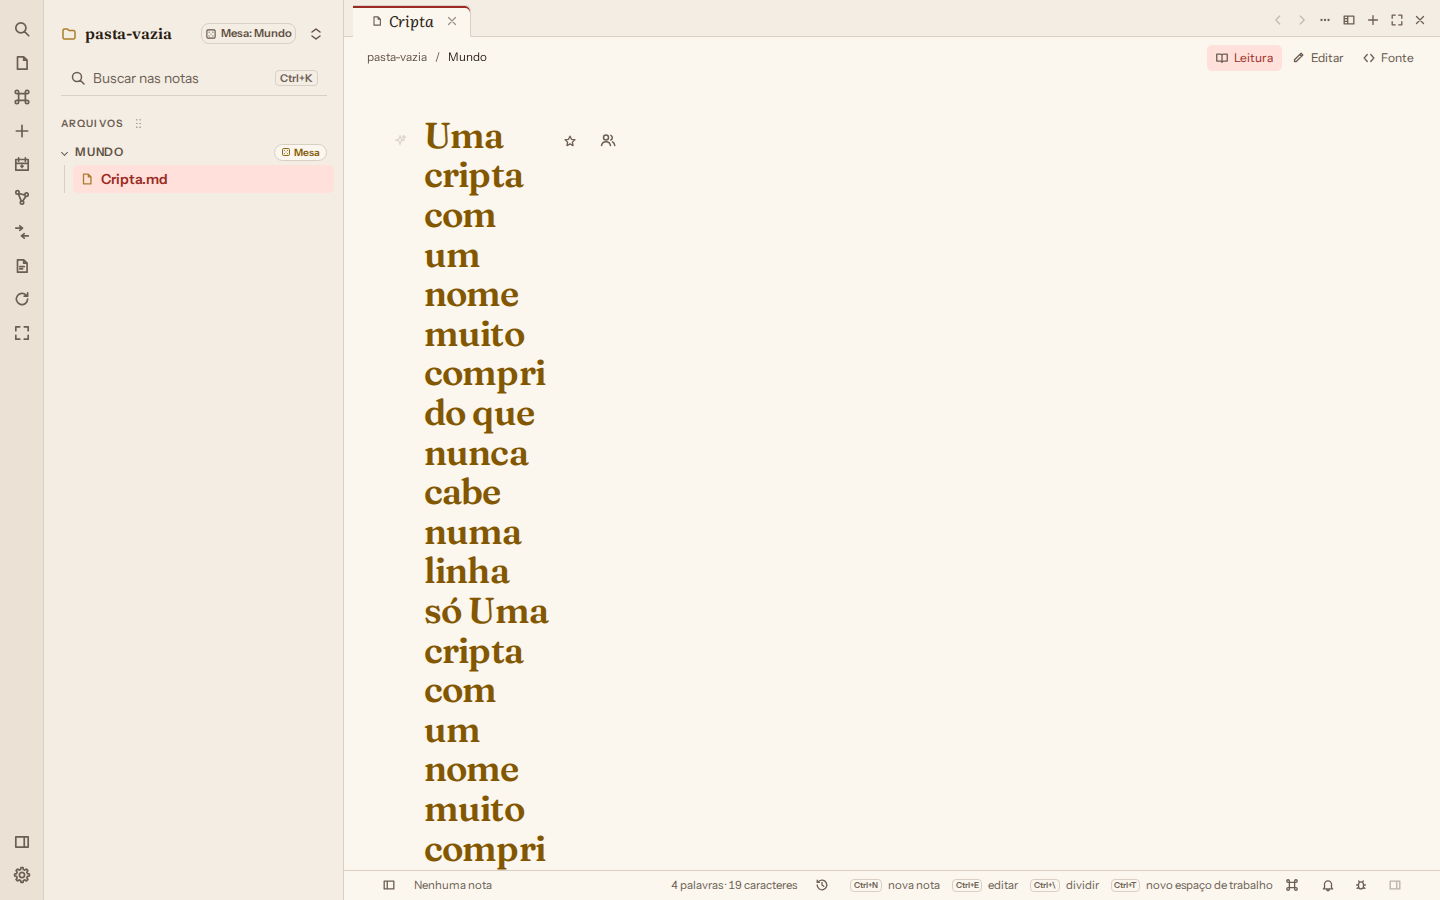 pasta-vazia
Mesa: Mundo
Cripta
Buscar nas notas
Ctrl+K
pasta-vazia / Mundo
Leitura
Editar
Fonte
ARQUIVOS
MUNDO
Mesa
Cripta.md
Uma
cripta
com
um
nome
muito
compri
do que
nunca
cabe
numa
linha
só Uma
cripta
com
um
nome
muito
compri
Nenhuma nota
4 palavras · 19 caracteres
Ctrl+N nova nota
Ctrl+E editar
Ctrl+\ dividir
Ctrl+T novo espaço de trabalho